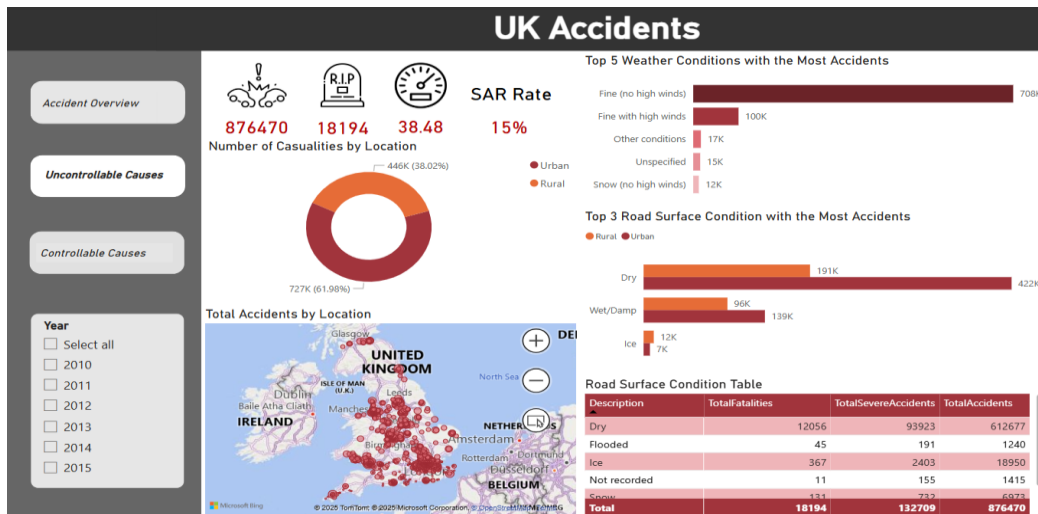 UK Accidents
Accident Overview
Uncontrollable Causes
Controllable Causes
Year
Select all
2010
2011
2012
2013
2014
2015
R.I.P
SAR Rate
876470
18194
38.48
15%
Number of Casualities by Location
446K (38.02%)
Urban
Rural
727K (61.98%)
Total Accidents by Location
Glasgow
UNITED
KINGDOM
North Sea
ISLE OF MAN
(U.K.)
Leeds
Dublin
Baile Átha Cliath
IRELAND
Amsterdam
Rotterdam
Dortmund
Düsseldorf
BELGIUM
Microsoft Bing
© 2025 TomTom, © 2025 Microsoft Corporation, © OpenStreetMap
Top 5 Weather Conditions with the Most Accidents
Fine (no high winds)
708K
Fine with high winds
100K
Other conditions
17K
Unspecified
15K
Snow (no high winds)
12K
Top 3 Road Surface Condition with the Most Accidents
Rural Urban
Dry
191K
422K
Wet/Damp
96K
139K
Ice
12K
7K
Road Surface Condition Table
Description TotalFatalities TotalSevereAccidents TotalAccidents
Dry 12056 93923 612677
Flooded 45 191 1240
Ice 367 2403 18950
Not recorded 11 155 1415
Snow 131 732 6973
Total 18194 132709 876470